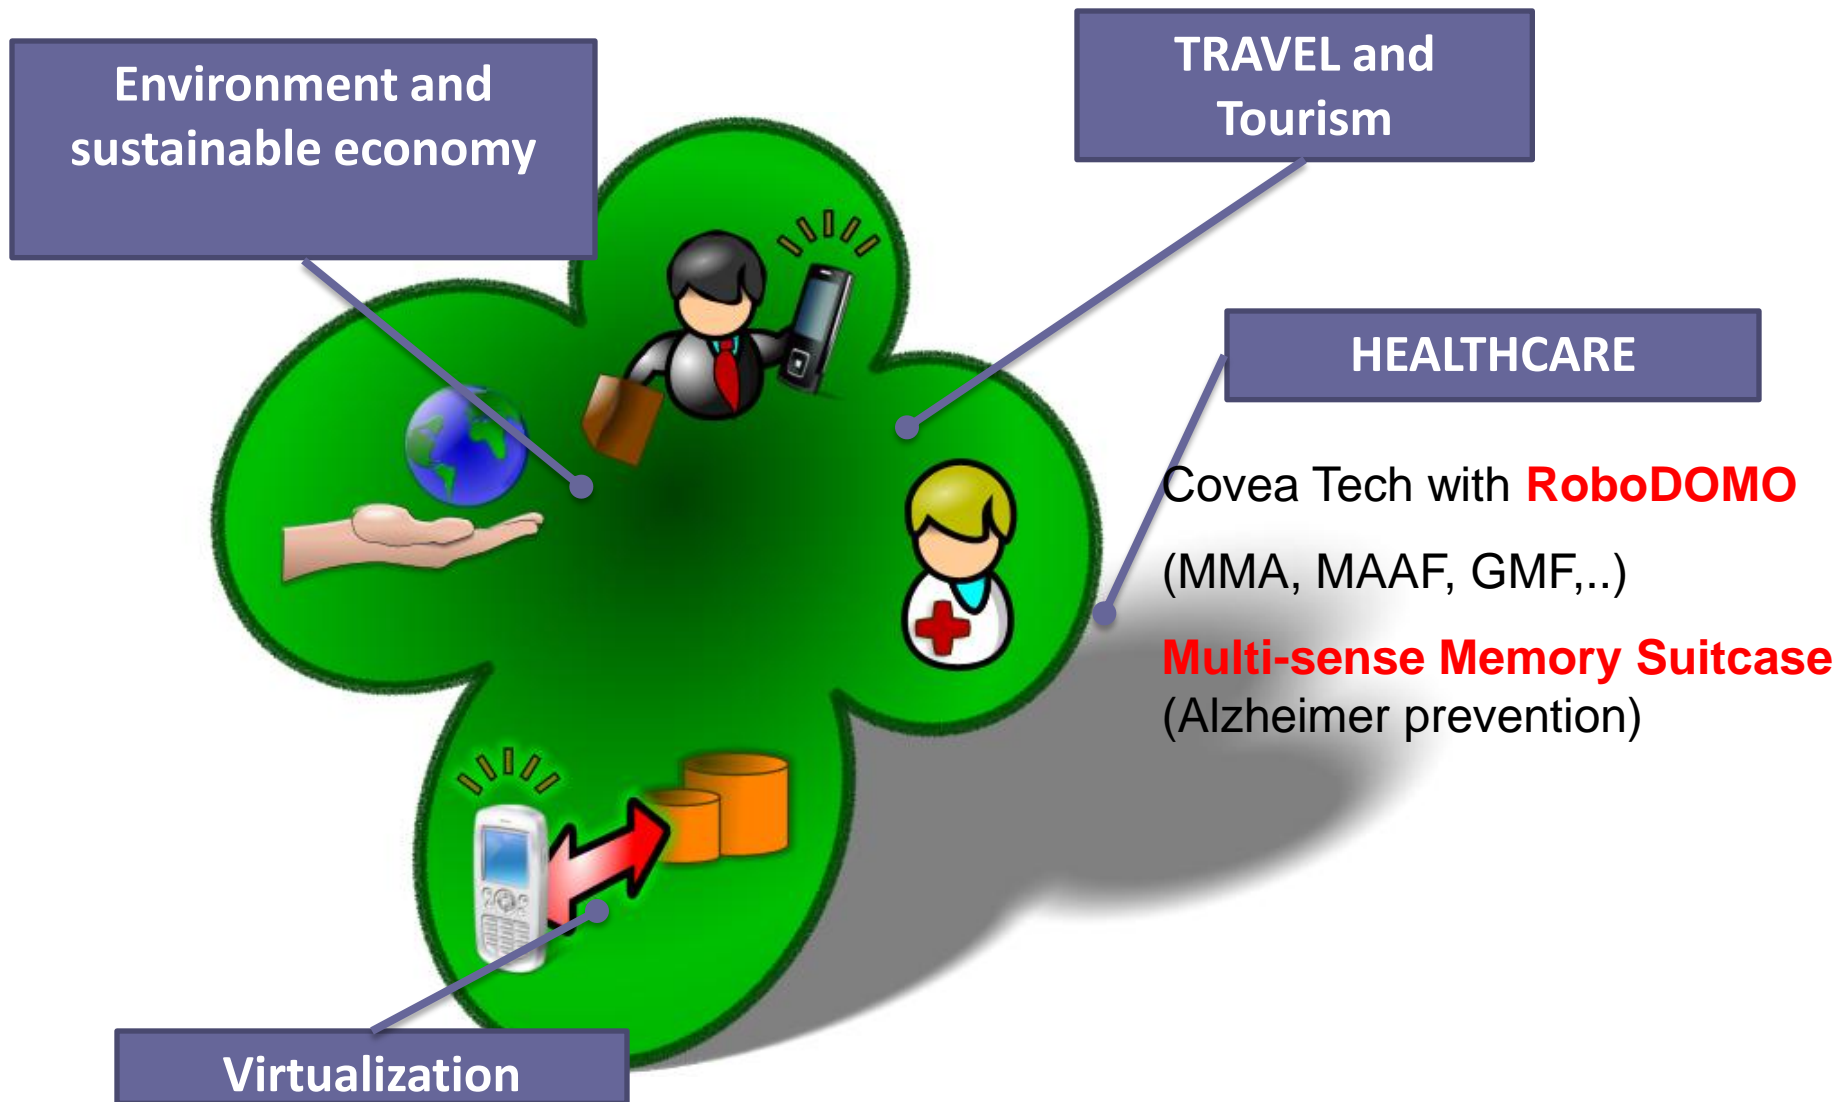 Environment and
sustainable economy
TRAVEL and
Tourism
HEALTHCARE
Covea Tech with RoboDOMO
(MMA, MAAF, GMF,..)
Multi-sense Memory Suitcase
(Alzheimer prevention)
Virtualization